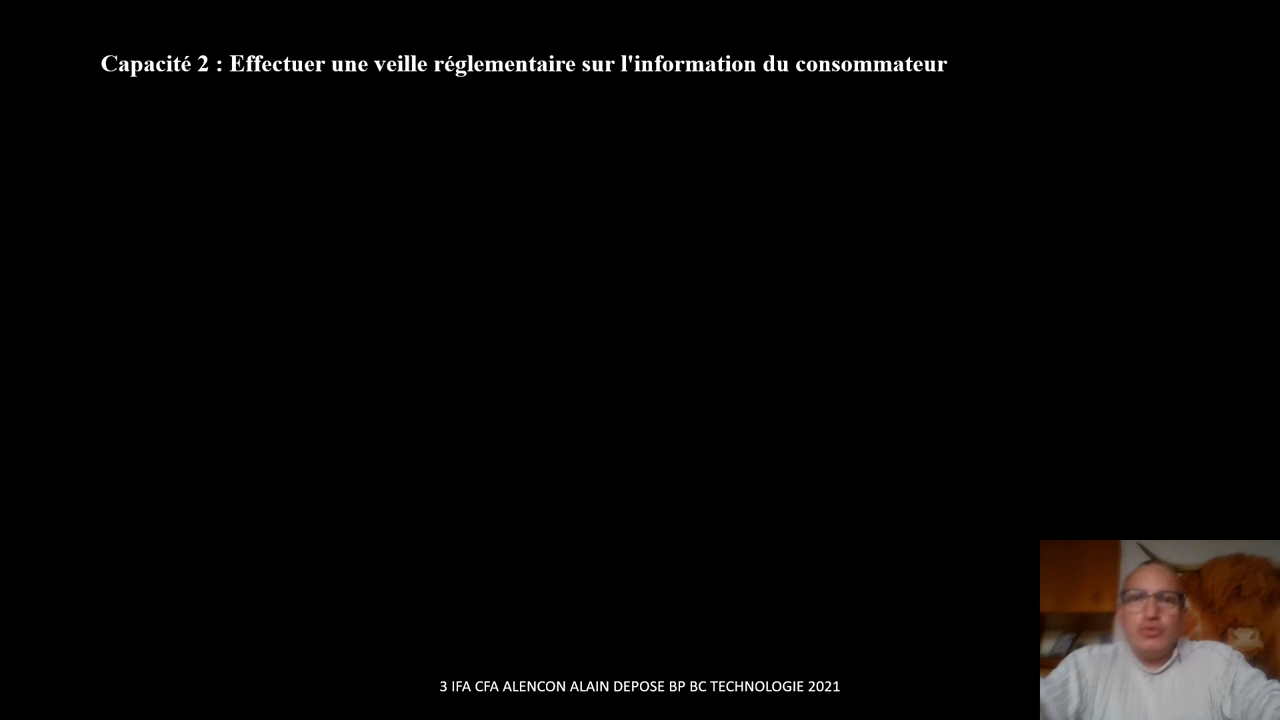 Capacité 2 : Effectuer une veille réglementaire sur l'information du consommateur
3 IFA CFA ALENCON ALAIN DEPOSE BP BC TECHNOLOGIE 2021